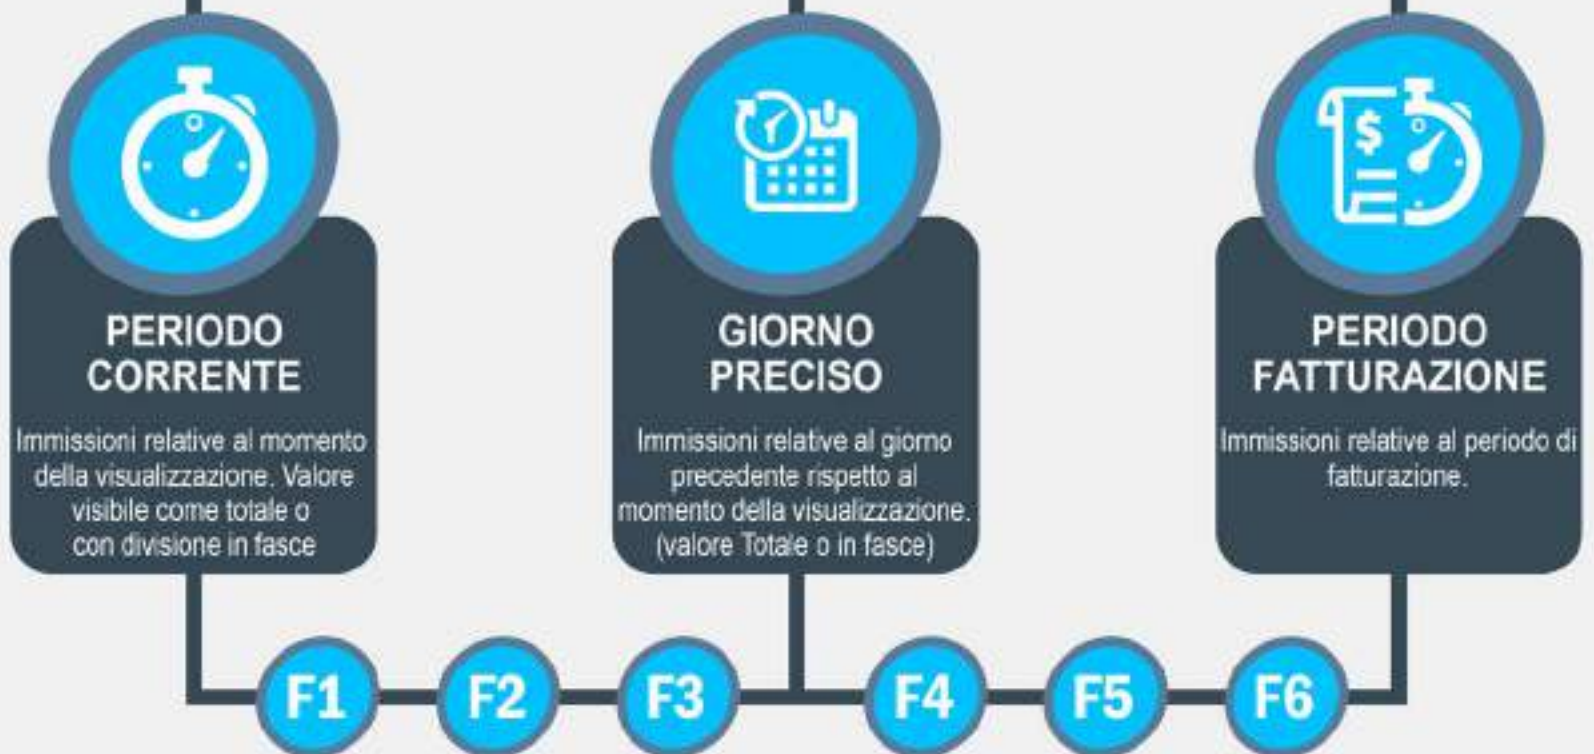 PERIODO
CORRENTE
Immissioni relative al momento
della visualizzazione. Valore
visibile come totale o
con divisione in fasce
GIORNO
PRECISO
Immissioni relative al giorno
precedente rispetto al
momento della visualizzazione.
(valore Totale o in fasce)
$
PERIODO
FATTURAZIONE
Immissioni relative al periodo di
fatturazione.
F1 F2 F3 F4 F5 F6